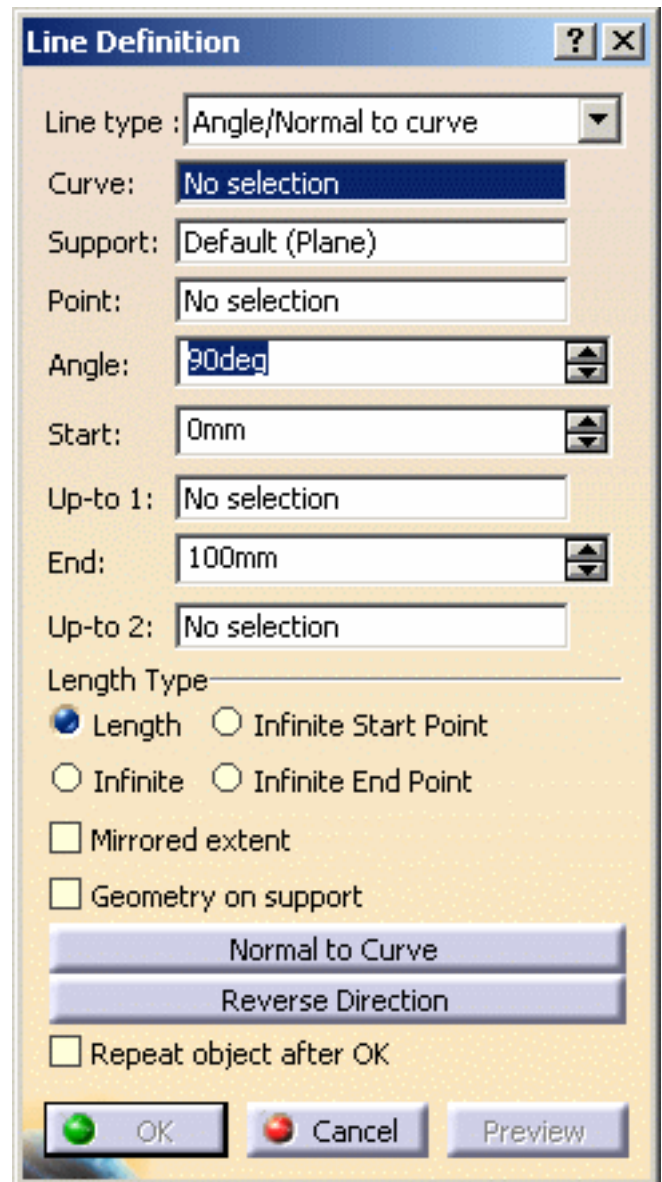 Line Definition ? X
Line type : Angle/Normal to curve
Curve: No selection
Support: Default (Plane)
Point: No selection
Angle: 90deg
Start: 0mm
Up-to 1: No selection
End: 100mm
Up-to 2: No selection
Length Type
Length Infinite Start Point
Infinite Infinite End Point
Mirrored extent
Geometry on support
Normal to Curve
Reverse Direction
Repeat object after OK
OK Cancel Preview